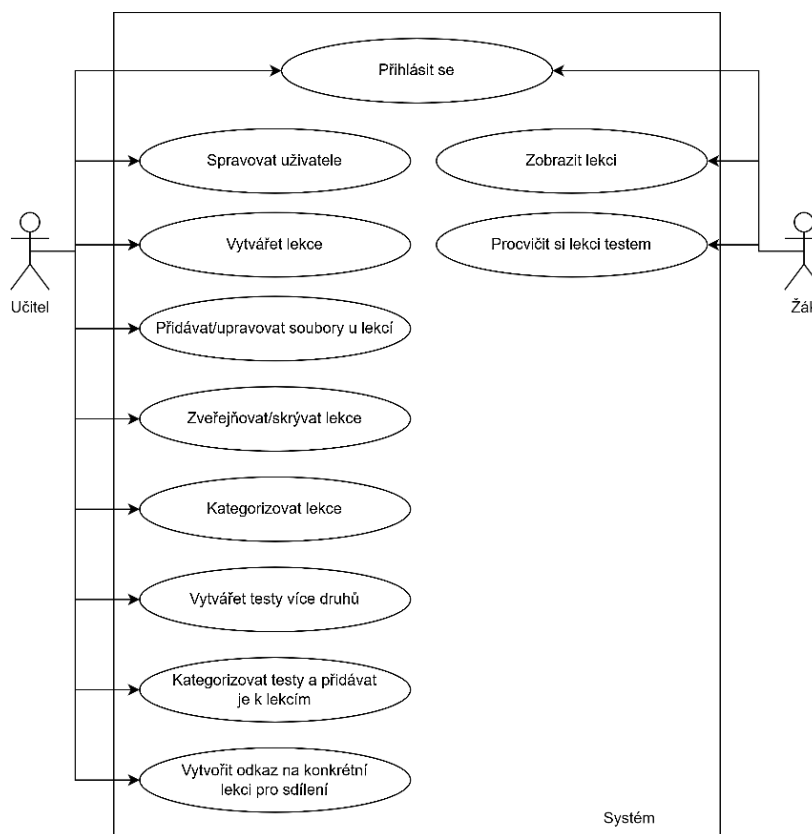 Přihlásit se
Spravovat uživatele
Zobrazit lekci
Vytvářet lekce
Procvičit si lekci testem
Učitel
Žák
Přidávat/upravovat soubory u lekcí
Zveřejňovat/skrývat lekce
Kategorizovat lekce
Vytvářet testy více druhů
Kategorizovat testy a přidávat
je k lekcím
Vytvořit odkaz na konkrétní
lekci pro sdílení
Systém